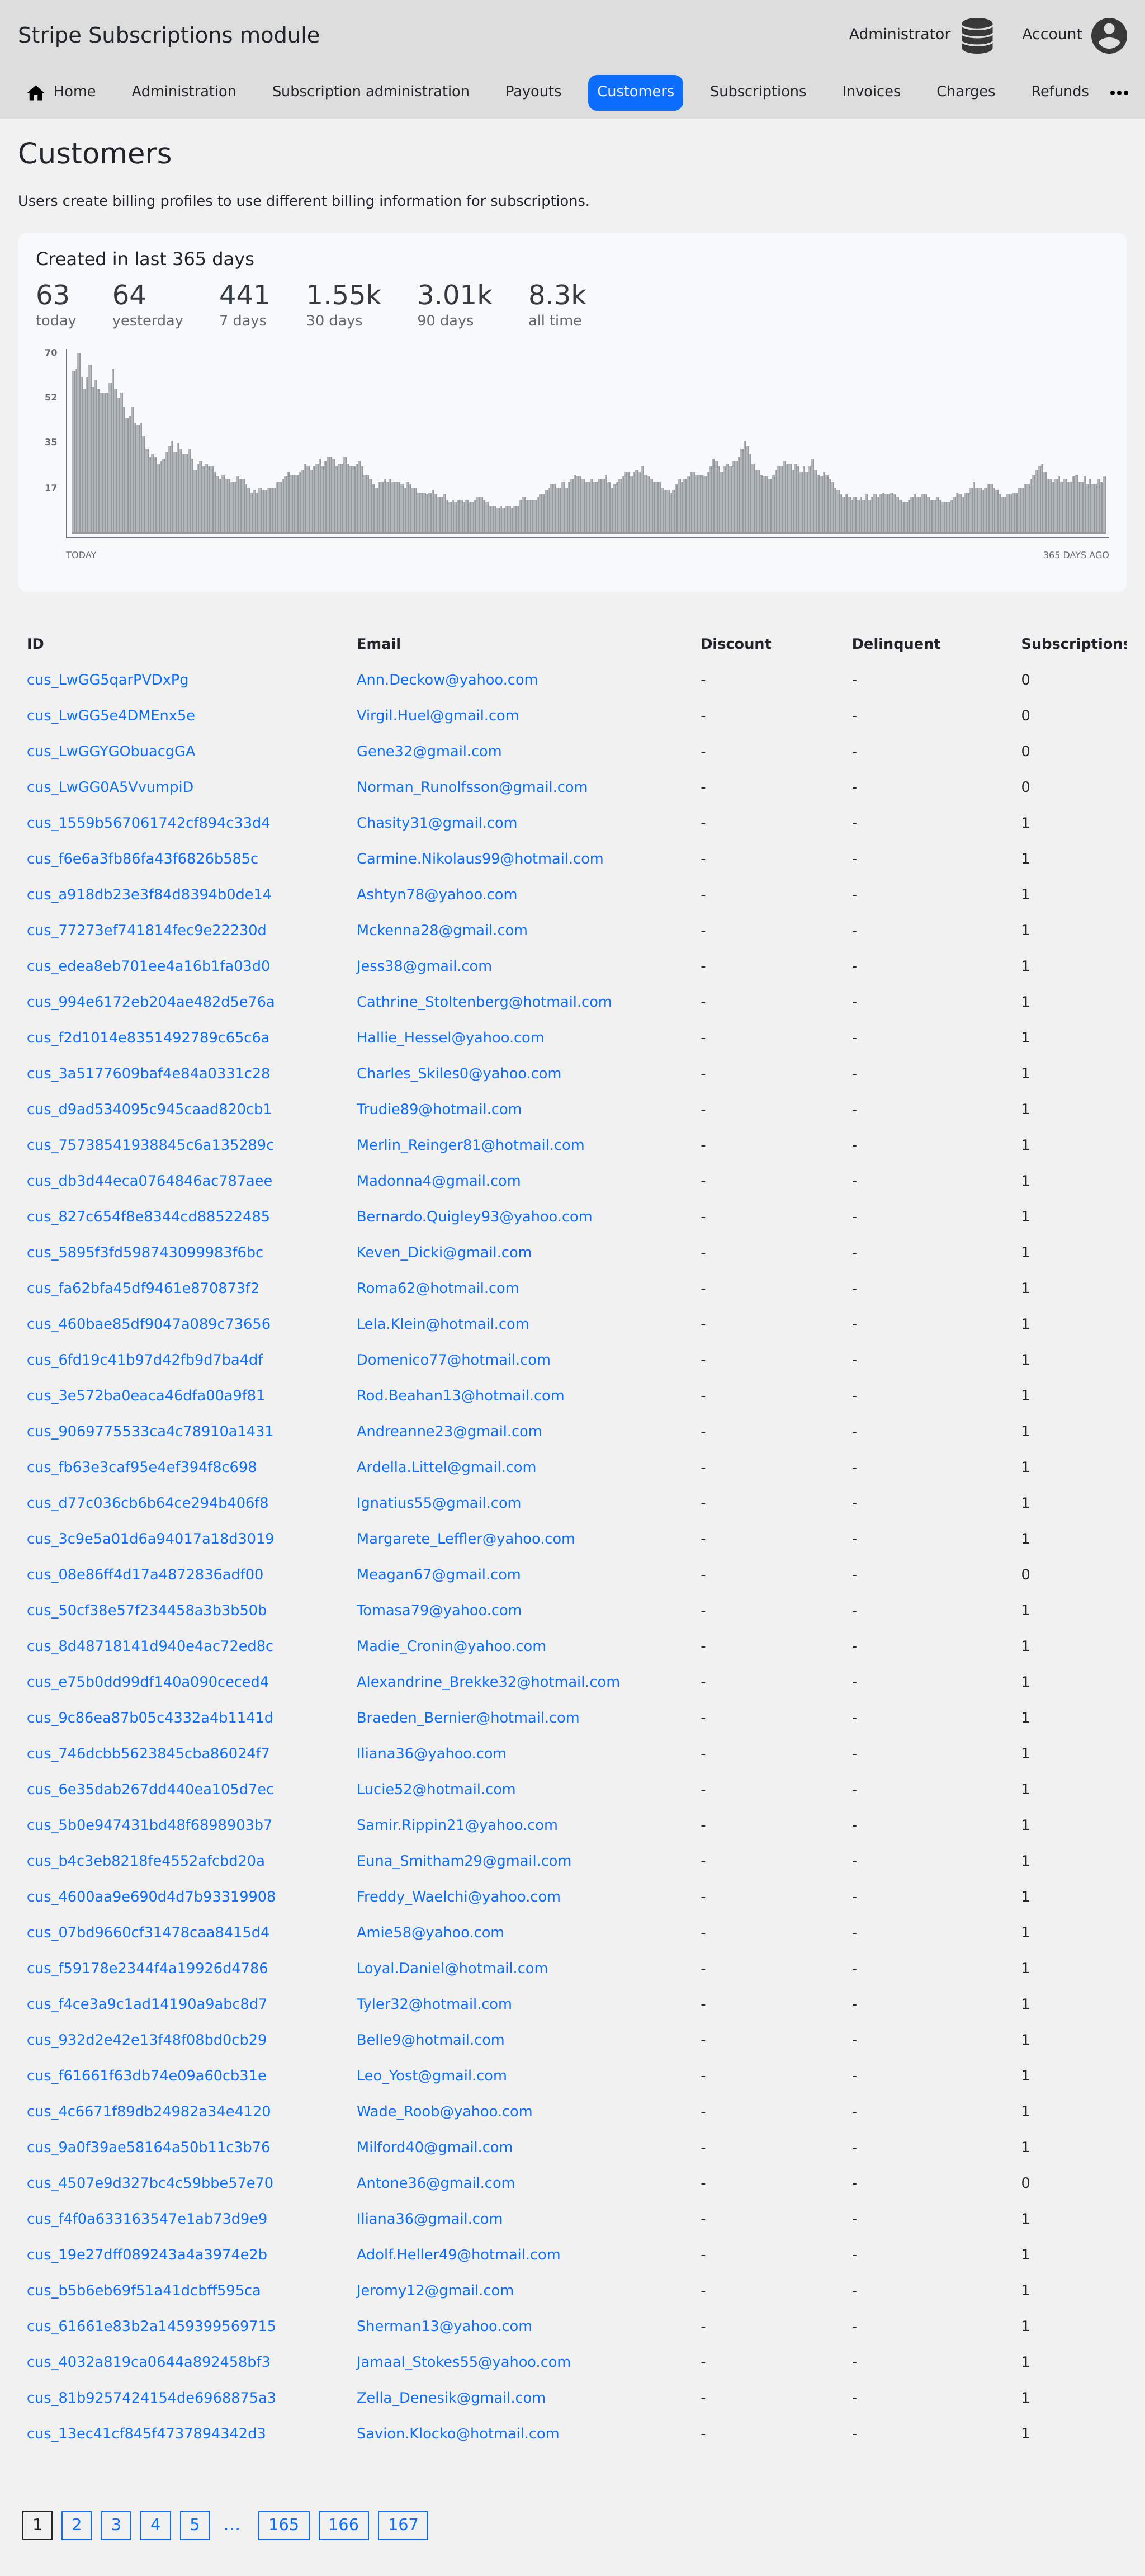 Stripe Subscriptions module
Administrator Account
Home Administration Subscription administration Payouts Customers Subscriptions Invoices Charges Refunds •••
Customers
Users create billing profiles to use different billing information for subscriptions.
Created in last 365 days
63 64 441 1.55k 3.01k 8.3k
today yesterday 7 days 30 days 90 days all time
70
52
35
17
TODAY 365 DAYS AGO
ID Email Discount Delinquent Subscriptions
cus_LwGG5qarPVDxPg Ann.Deckow@yahoo.com - - 0
cus_LwGG5e4DMEnx5e Virgil.Huel@gmail.com - - 0
cus_LwGGYGObuacgGA Gene32@gmail.com - - 0
cus_LwGG0A5VvumpiD Norman_Runolfsson@gmail.com - - 0
cus_1559b567061742cf894c33d4 Chasity31@gmail.com - - 1
cus_f6e6a3fb86fa43f6826b585c Carmine.Nikolaus99@hotmail.com - - 1
cus_a918db23e3f84d8394b0de14 Ashtyn78@yahoo.com - - 1
cus_77273ef741814fec9e22230d Mckenna28@gmail.com - - 1
cus_edea8eb701ee4a16b1fa03d0 Jess38@gmail.com - - 1
cus_994e6172eb204ae482d5e76a Cathrine_Stoltenberg@hotmail.com - - 1
cus_f2d1014e8351492789c65c6a Hallie_Hessel@yahoo.com - - 1
cus_3a5177609baf4e84a0331c28 Charles_Skiles0@yahoo.com - - 1
cus_d9ad534095c945caad820cb1 Trudie89@hotmail.com - - 1
cus_75738541938845c6a135289c Merlin_Reinger81@hotmail.com - - 1
cus_db3d44eca0764846ac787aee Madonna4@gmail.com - - 1
cus_827c654f8e8344cd88522485 Bernardo.Quigley93@yahoo.com - - 1
cus_5895f3fd598743099983f6bc Keven_Dicki@gmail.com - - 1
cus_fa62bfa45df9461e870873f2 Roma62@hotmail.com - - 1
cus_460bae85df9047a089c73656 Lela.Klein@hotmail.com - - 1
cus_6fd19c41b97d42fb9d7ba4df Domenico77@hotmail.com - - 1
cus_3e572ba0eaca46dfa00a9f81 Rod.Beahan13@hotmail.com - - 1
cus_9069775533ca4c78910a1431 Andreanne23@gmail.com - - 1
cus_fb63e3caf95e4ef394f8c698 Ardella.Littel@gmail.com - - 1
cus_d77c036cb6b64ce294b406f8 Ignatius55@gmail.com - - 1
cus_3c9e5a01d6a94017a18d3019 Margarete_Leffler@yahoo.com - - 1
cus_08e86ff4d17a4872836adf00 Meagan67@gmail.com - - 0
cus_50cf38e57f234458a3b3b50b Tomasa79@yahoo.com - - 1
cus_8d48718141d940e4ac72ed8c Madie_Cronin@yahoo.com - - 1
cus_e75b0dd99df140a090ceced4 Alexandrine_Brekke32@hotmail.com - - 1
cus_9c86ea87b05c4332a4b1141d Braeden_Bernier@hotmail.com - - 1
cus_746dcbb5623845cba86024f7 Iliana36@yahoo.com - - 1
cus_6e35dab267dd440ea105d7ec Lucie52@hotmail.com - - 1
cus_5b0e947431bd48f6898903b7 Samir.Rippin21@yahoo.com - - 1
cus_b4c3eb8218fe4552afcbd20a Euna_Smitham29@gmail.com - - 1
cus_4600aa9e690d4d7b93319908 Freddy_Waelchi@yahoo.com - - 1
cus_07bd9660cf31478caa8415d4 Amie58@yahoo.com - - 1
cus_f59178e2344f4a19926d4786 Loyal.Daniel@hotmail.com - - 1
cus_f4ce3a9c1ad14190a9abc8d7 Tyler32@hotmail.com - - 1
cus_932d2e42e13f48f08bd0cb29 Belle9@hotmail.com - - 1
cus_f61661f63db74e09a60cb31e Leo_Yost@gmail.com - - 1
cus_4c6671f89db24982a34e4120 Wade_Roob@yahoo.com - - 1
cus_9a0f39ae58164a50b11c3b76 Milford40@gmail.com - - 1
cus_4507e9d327bc4c59bbe57e70 Antone36@gmail.com - - 0
cus_f4f0a633163547e1ab73d9e9 Iliana36@gmail.com - - 1
cus_19e27dff089243a4a3974e2b Adolf.Heller49@hotmail.com - - 1
cus_b5b6eb69f51a41dcbff595ca Jeromy12@gmail.com - - 1
cus_61661e83b2a1459399569715 Sherman13@yahoo.com - - 1
cus_4032a819ca0644a892458bf3 Jamaal_Stokes55@yahoo.com - - 1
cus_81b9257424154de6968875a3 Zella_Denesik@gmail.com - - 1
cus_13ec41cf845f4737894342d3 Savion.Klocko@hotmail.com - - 1
1 2 3 4 5 … 165 166 167